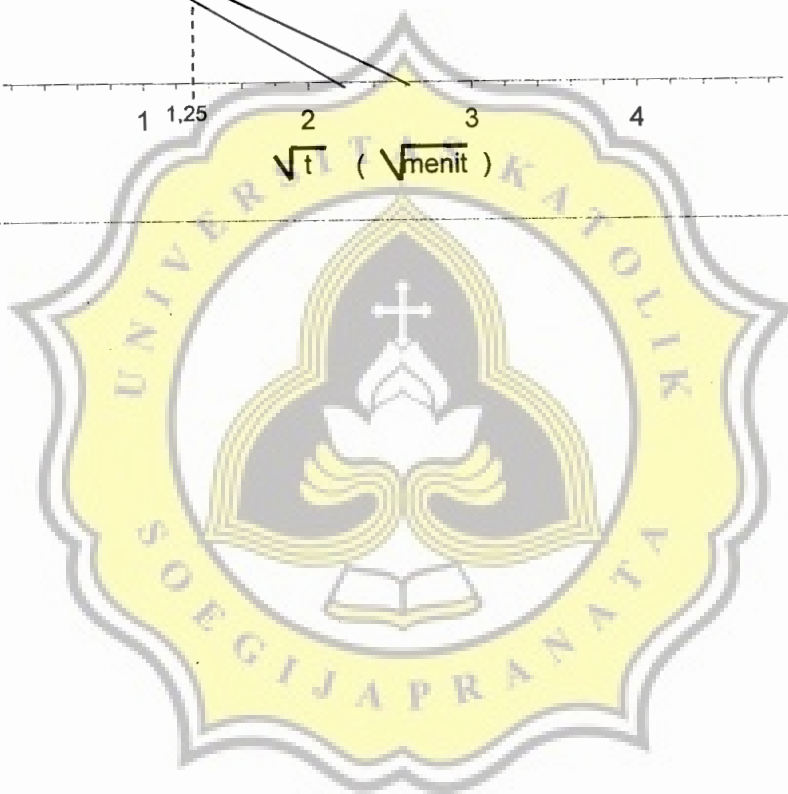 1 1,25 2 3 4
√t ( √menit )
UNIVERSITAS KATOLIK
SOEGIJAPRANATA